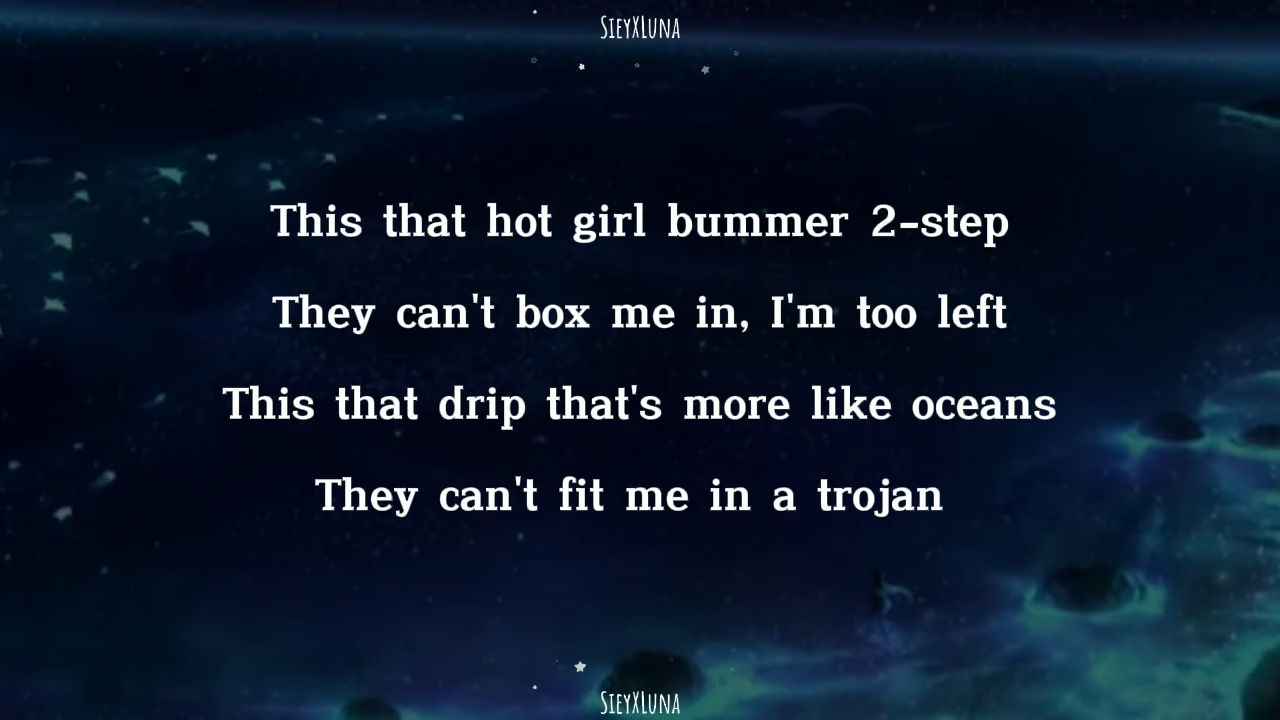 SieyXLuna
This that hot girl bummer 2-step
They can't box me in, I'm too left
This that drip that's more like oceans
They can't fit me in a trojan
SieyXLuna